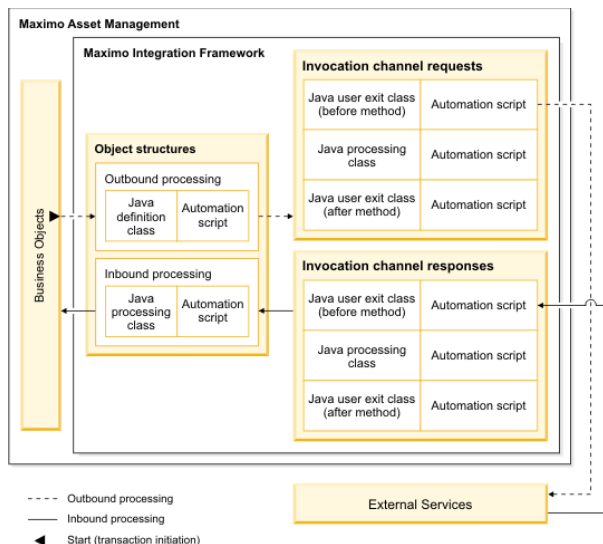 Maximo Asset Management
Maximo Integration Framework
Business Objects
Object structures
Outbound processing
Java
definition
class
Automation
script
Inbound processing
Java
processing
class
Automation
script
Invocation channel requests
Java user exit class
(before method)
Automation script
Java processing
class
Automation script
Java user exit class
(after method)
Automation script
Invocation channel responses
Java user exit class
(before method)
Automation script
Java processing
class
Automation script
Java user exit class
(after method)
Automation script
External Services
Outbound processing
Inbound processing
Start (transaction initiation)